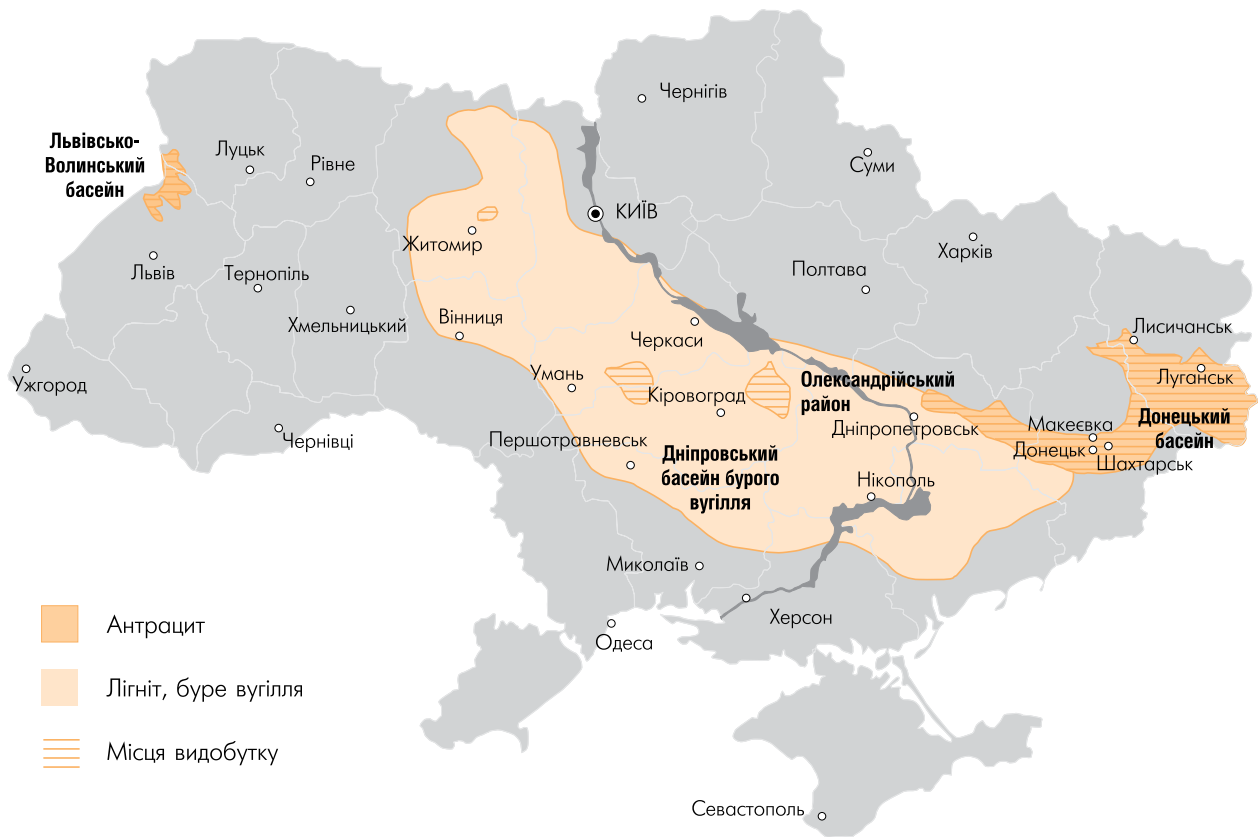 Чернігів
Львівсько-
Волинський
басейн
Луцьк
Рівне
Суми
КИЇВ
Житомир
Харків
Полтава
Львів
Тернопіль
Хмельницький
Вінниця
Черкаси
Лисичанськ
Ужгород
Умань
Олександрійський
район
Луганськ
Кіровоград
Донецький
басейн
Чернівці
Першотравневськ
Дніпропетровськ
Макеєвка
Донецьк
Шахтарськ
Дніпровський
басейн бурого
вугілля
Нікополь
Миколаїв
Херсон
Одеса
Антрацит
Лігніт, буре вугілля
Місця видобутку
Севастополь